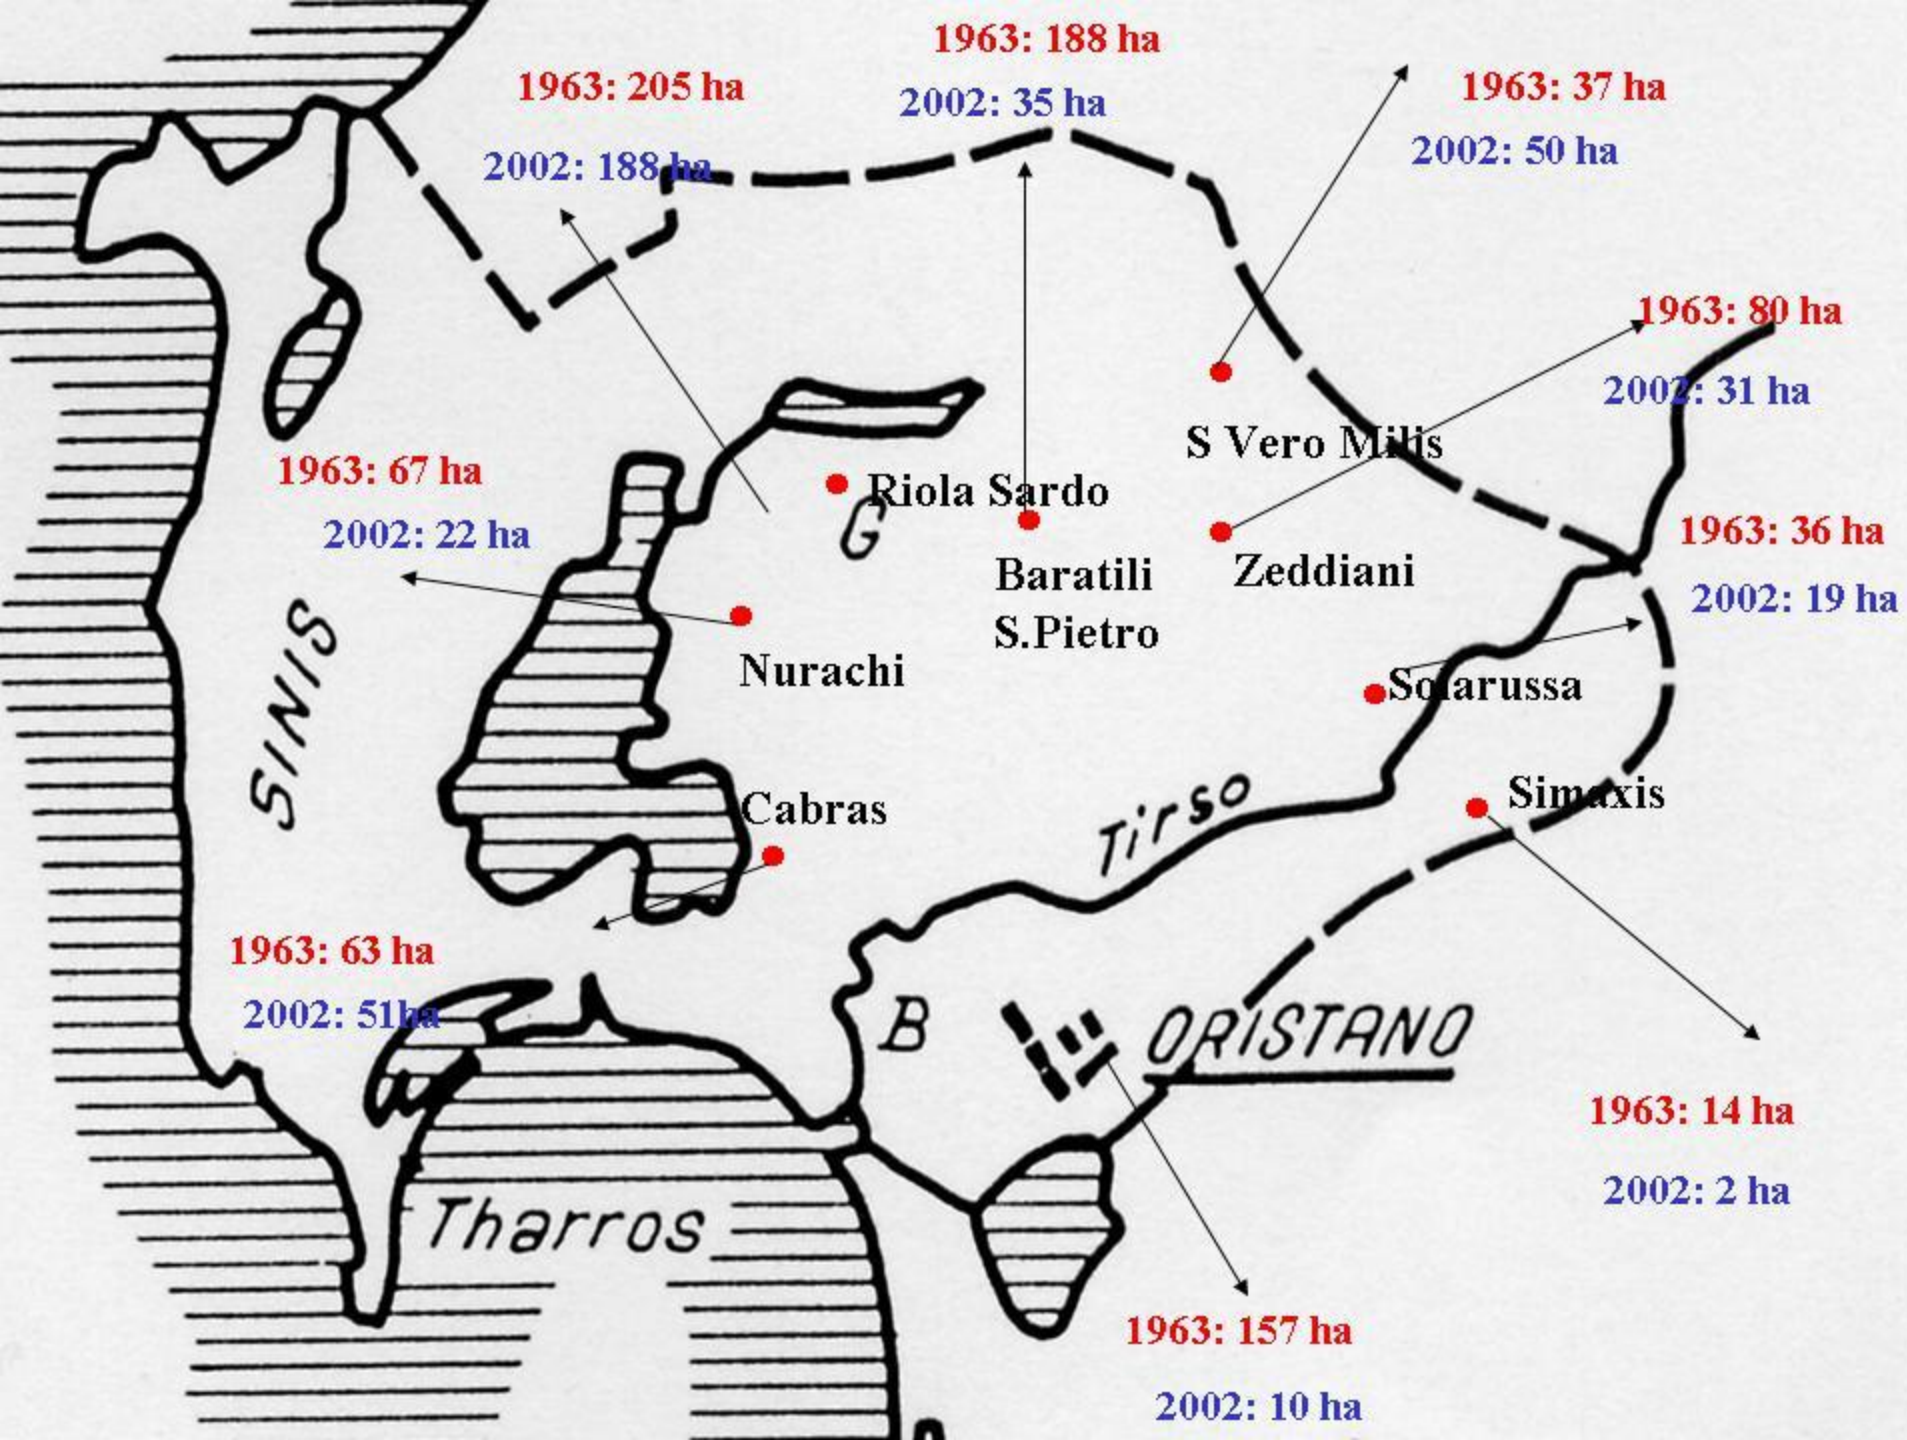 1963: 188 ha
2002: 35 ha
1963: 205 ha
2002: 188 ha
1963: 37 ha
2002: 50 ha
1963: 80 ha
2002: 31 ha
S Vero Milis
1963: 67 ha
2002: 22 ha
Riola Sardo
G
Baratili
S.Pietro
Zeddiani
1963: 36 ha
2002: 19 ha
SINIS
Nurachi
Solarussa
Cabras
Tirso
Simaxis
1963: 63 ha
2002: 51ha
B
ORISTANO
1963: 14 ha
2002: 2 ha
Tharros
1963: 157 ha
2002: 10 ha